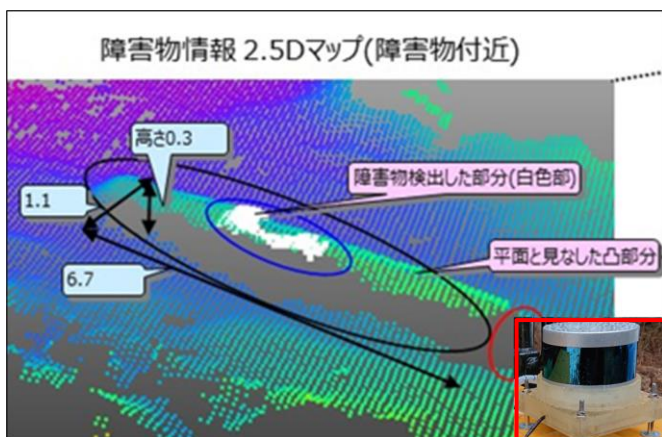 障害物情報 2.5Dマップ(障害物付近)
高さ0.3
障害物検出した部分(白色部)
1.1
平面と見なした凸部分
6.7